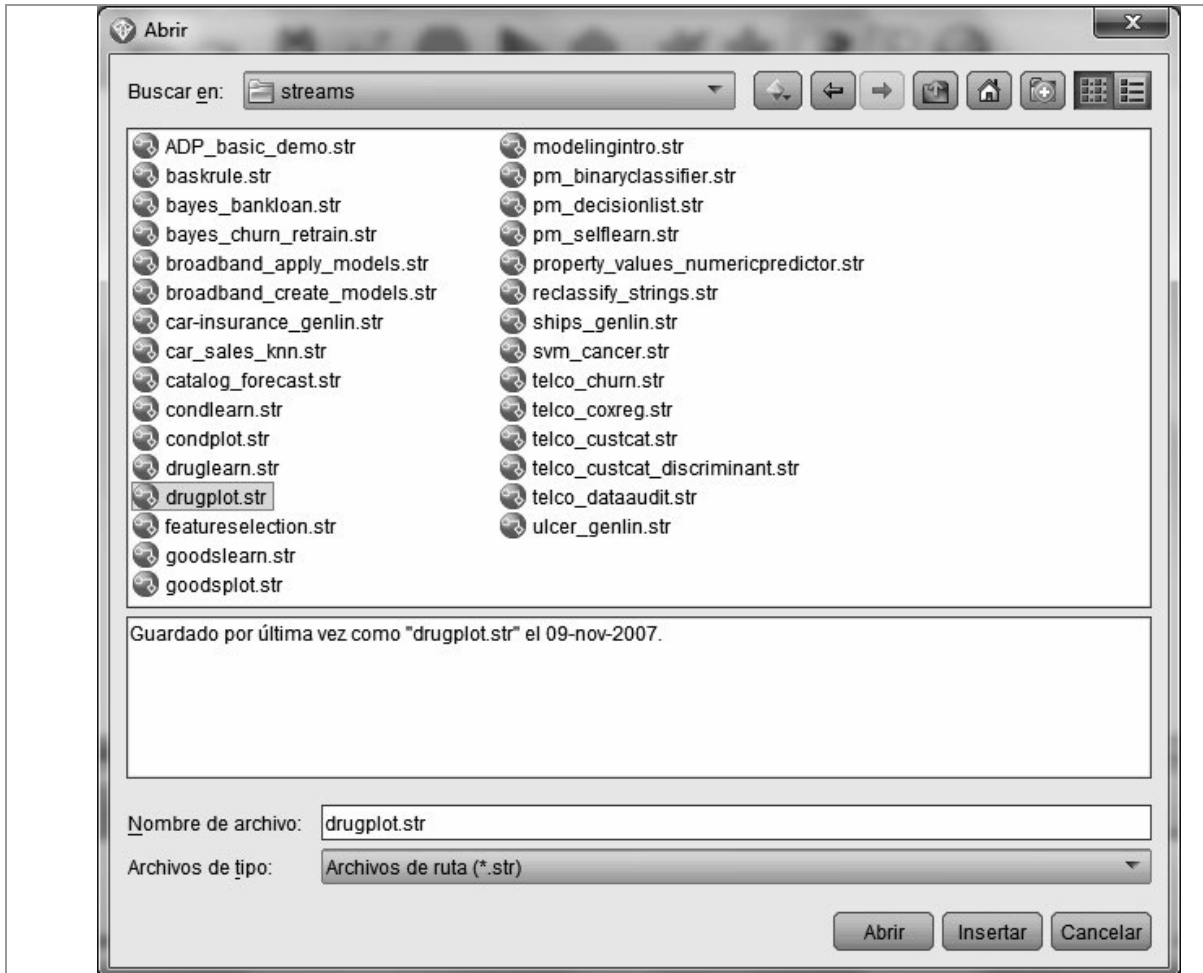 Abrir
Buscar en: streams
ADP_basic_demo.str
baskrule.str
bayes_bankloan.str
bayes_churn_retrain.str
broadband_apply_models.str
broadband_create_models.str
car-insurance_genlin.str
car_sales_knn.str
catalog_forecast.str
condlearn.str
condplot.str
druglearn.str
drugplot.str
featureselection.str
goodslearn.str
goodsplot.str
modelingintro.str
pm_binaryclassifier.str
pm_decisionlist.str
pm_selflearn.str
property_values_numericpredictor.str
reclassify_strings.str
ships_genlin.str
svm_cancer.str
telco_churn.str
telco_coxreg.str
telco_custcat.str
telco_custcat_discriminant.str
telco_dataaudit.str
ulcer_genlin.str
Guardado por última vez como "drugplot.str" el 09-nov-2007.
Nombre de archivo: drugplot.str
Archivos de tipo: Archivos de ruta (*.str)
Abrir Insertar Cancelar